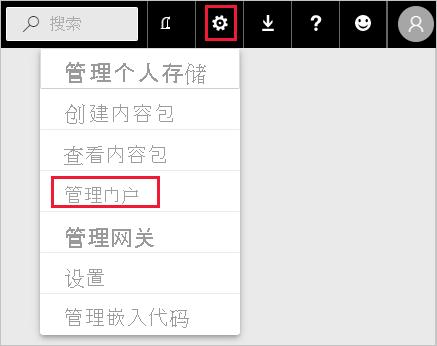 搜索
?
管理个人存储
创建内容包
查看内容包
管理门户
管理网关
设置
管理嵌入代码